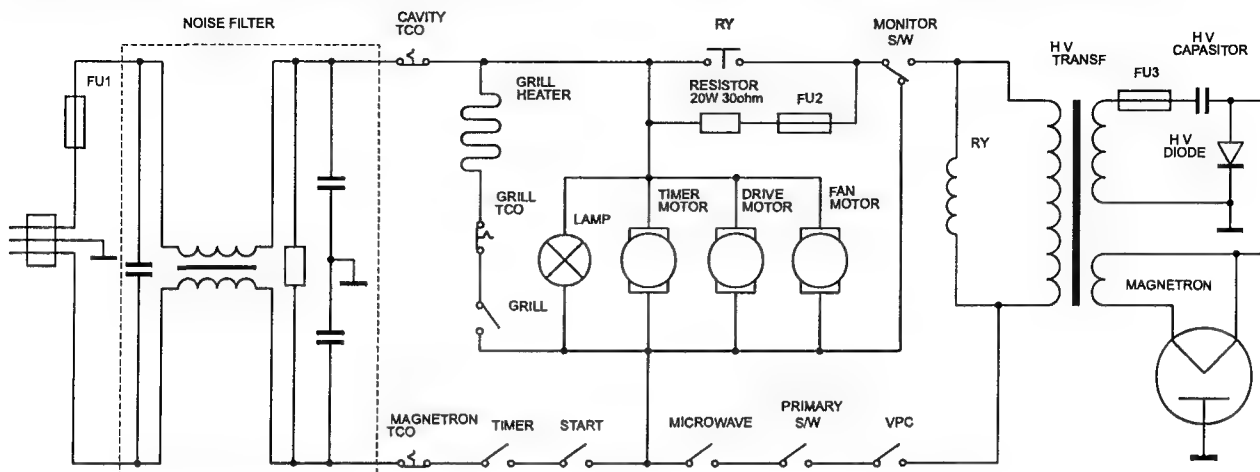 NOISE FILTER
CAVITY
TCO
RY
MONITOR
S/W
H V
TRANSF
H V
CAPASITOR
FU1
FU3
GRILL
HEATER
RESISTOR
20W 30ohm
FU2
RY
H V
DIODE
GRILL
TCO
LAMP
TIMER
MOTOR
DRIVE
MOTOR
FAN
MOTOR
MAGNETRON
GRILL
MAGNETRON
TCO
TIMER
START
MICROWAVE
PRIMARY
S/W
VPC